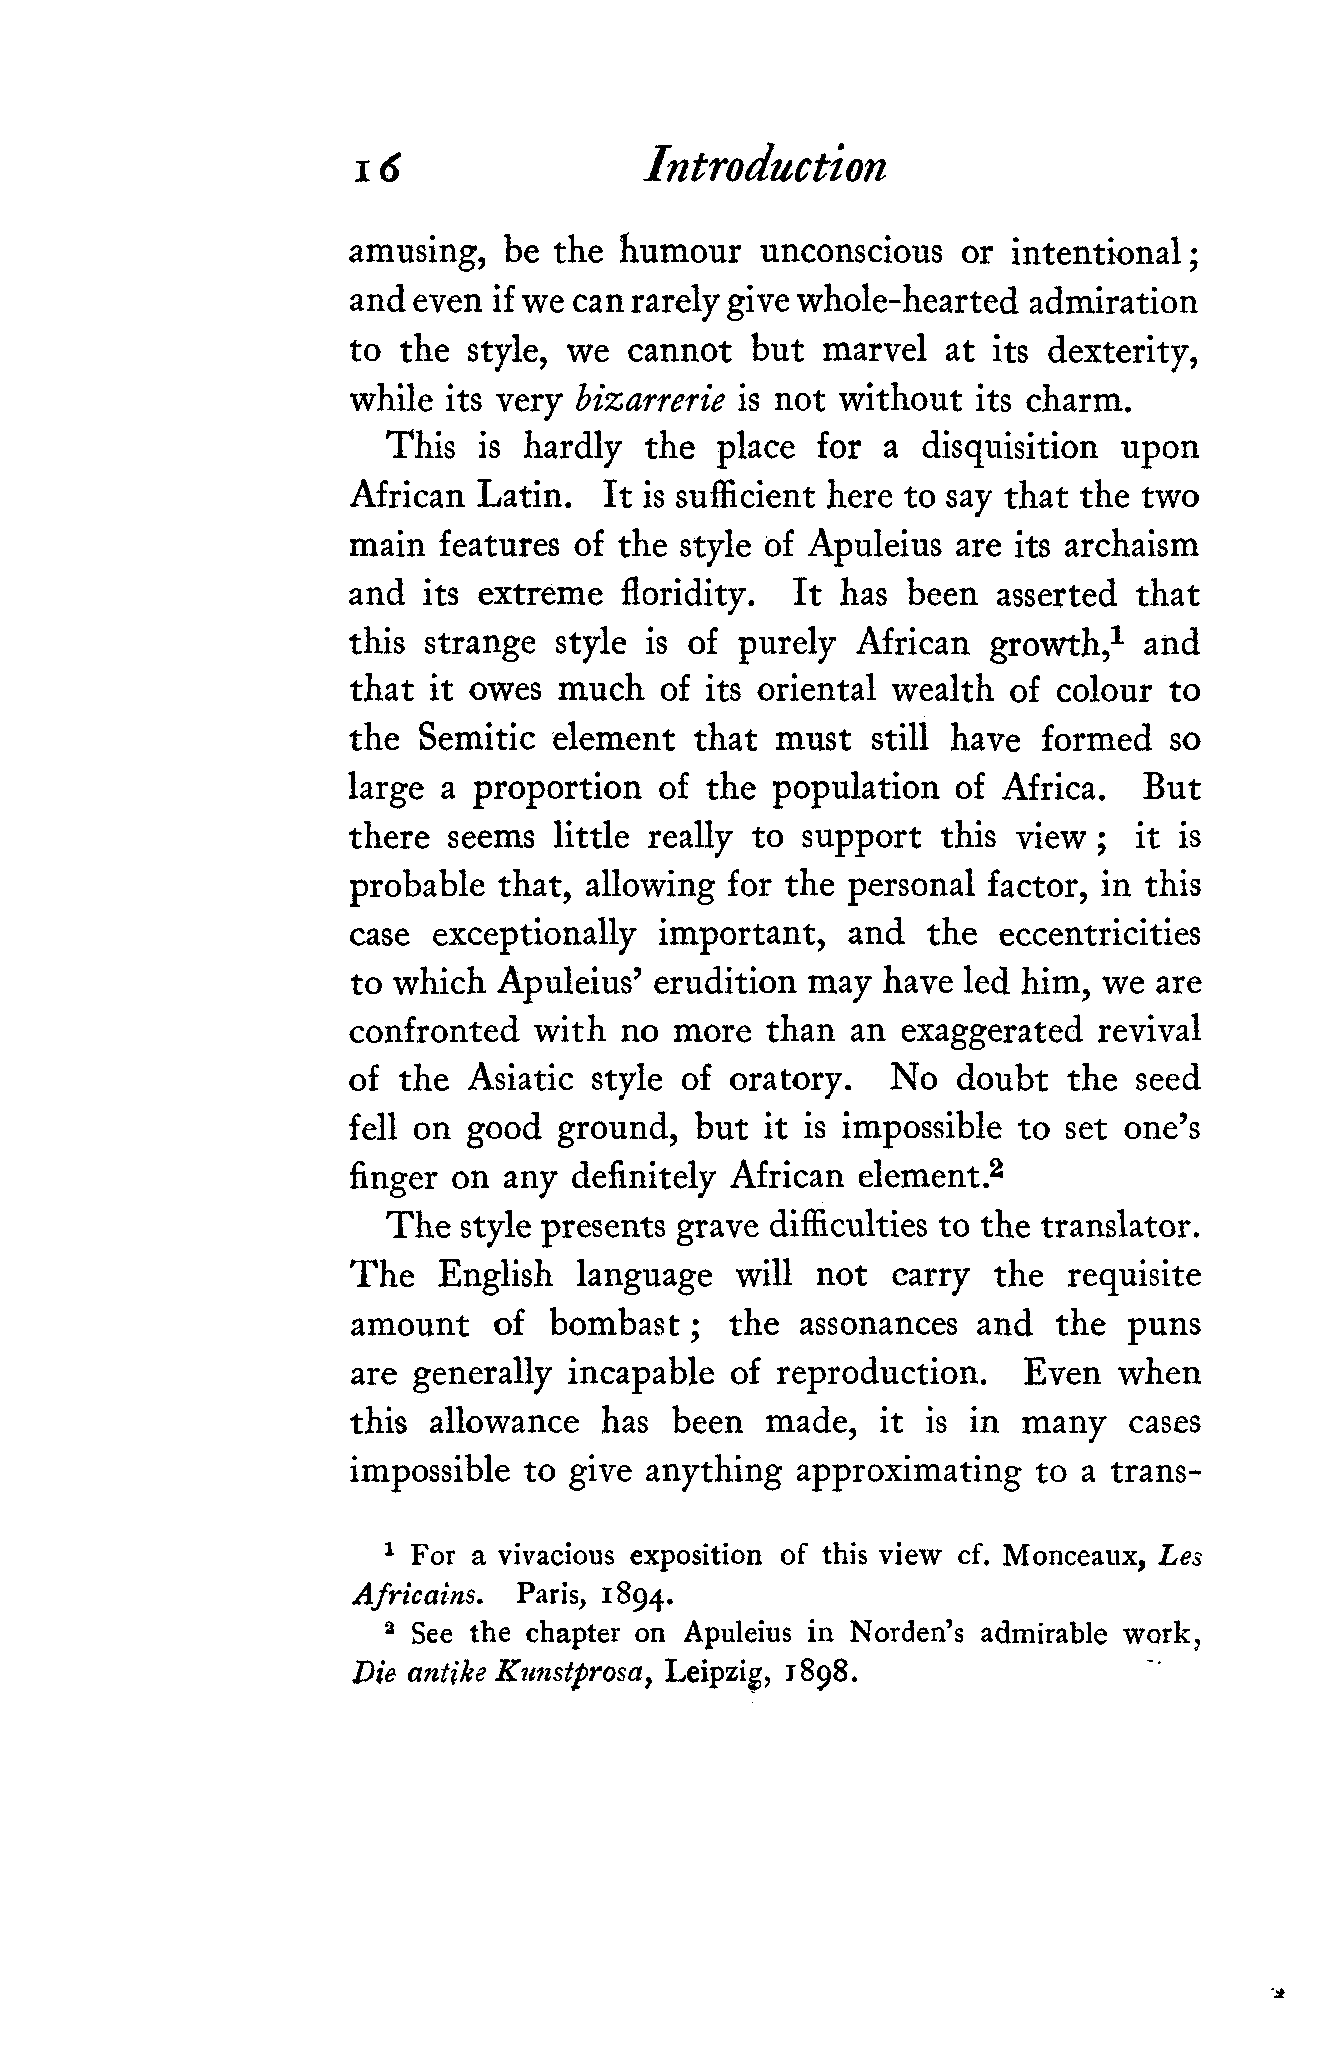 16 Introduction
amusing, be the humour unconscious or intentional;
and even if we can rarely give whole-hearted admiration
to the style, we cannot but marvel at its dexterity,
while its very bizarrerie is not without its charm.
This is hardly the place for a disquisition upon
African Latin. It is sufficient here to say that the two
main features of the style of Apuleius are its archaism
and its extreme floridity. It has been asserted that
this strange style is of purely African growth,¹ and
that it owes much of its oriental wealth of colour to
the Semitic element that must still have formed so
large a proportion of the population of Africa. But
there seems little really to support this view; it is
probable that, allowing for the personal factor, in this
case exceptionally important, and the eccentricities
to which Apuleius' erudition may have led him, we are
confronted with no more than an exaggerated revival
of the Asiatic style of oratory. No doubt the seed
fell on good ground, but it is impossible to set one's
finger on any definitely African element.²
The style presents grave difficulties to the translator.
The English language will not carry the requisite
amount of bombast; the assonances and the puns
are generally incapable of reproduction. Even when
this allowance has been made, it is in many cases
impossible to give anything approximating to a trans-
¹ For a vivacious exposition of this view cf. Monceaux, Les
Africains. Paris, 1894.
² See the chapter on Apuleius in Norden's admirable work,
Die antike Kunstprosa, Leipzig, 1898.